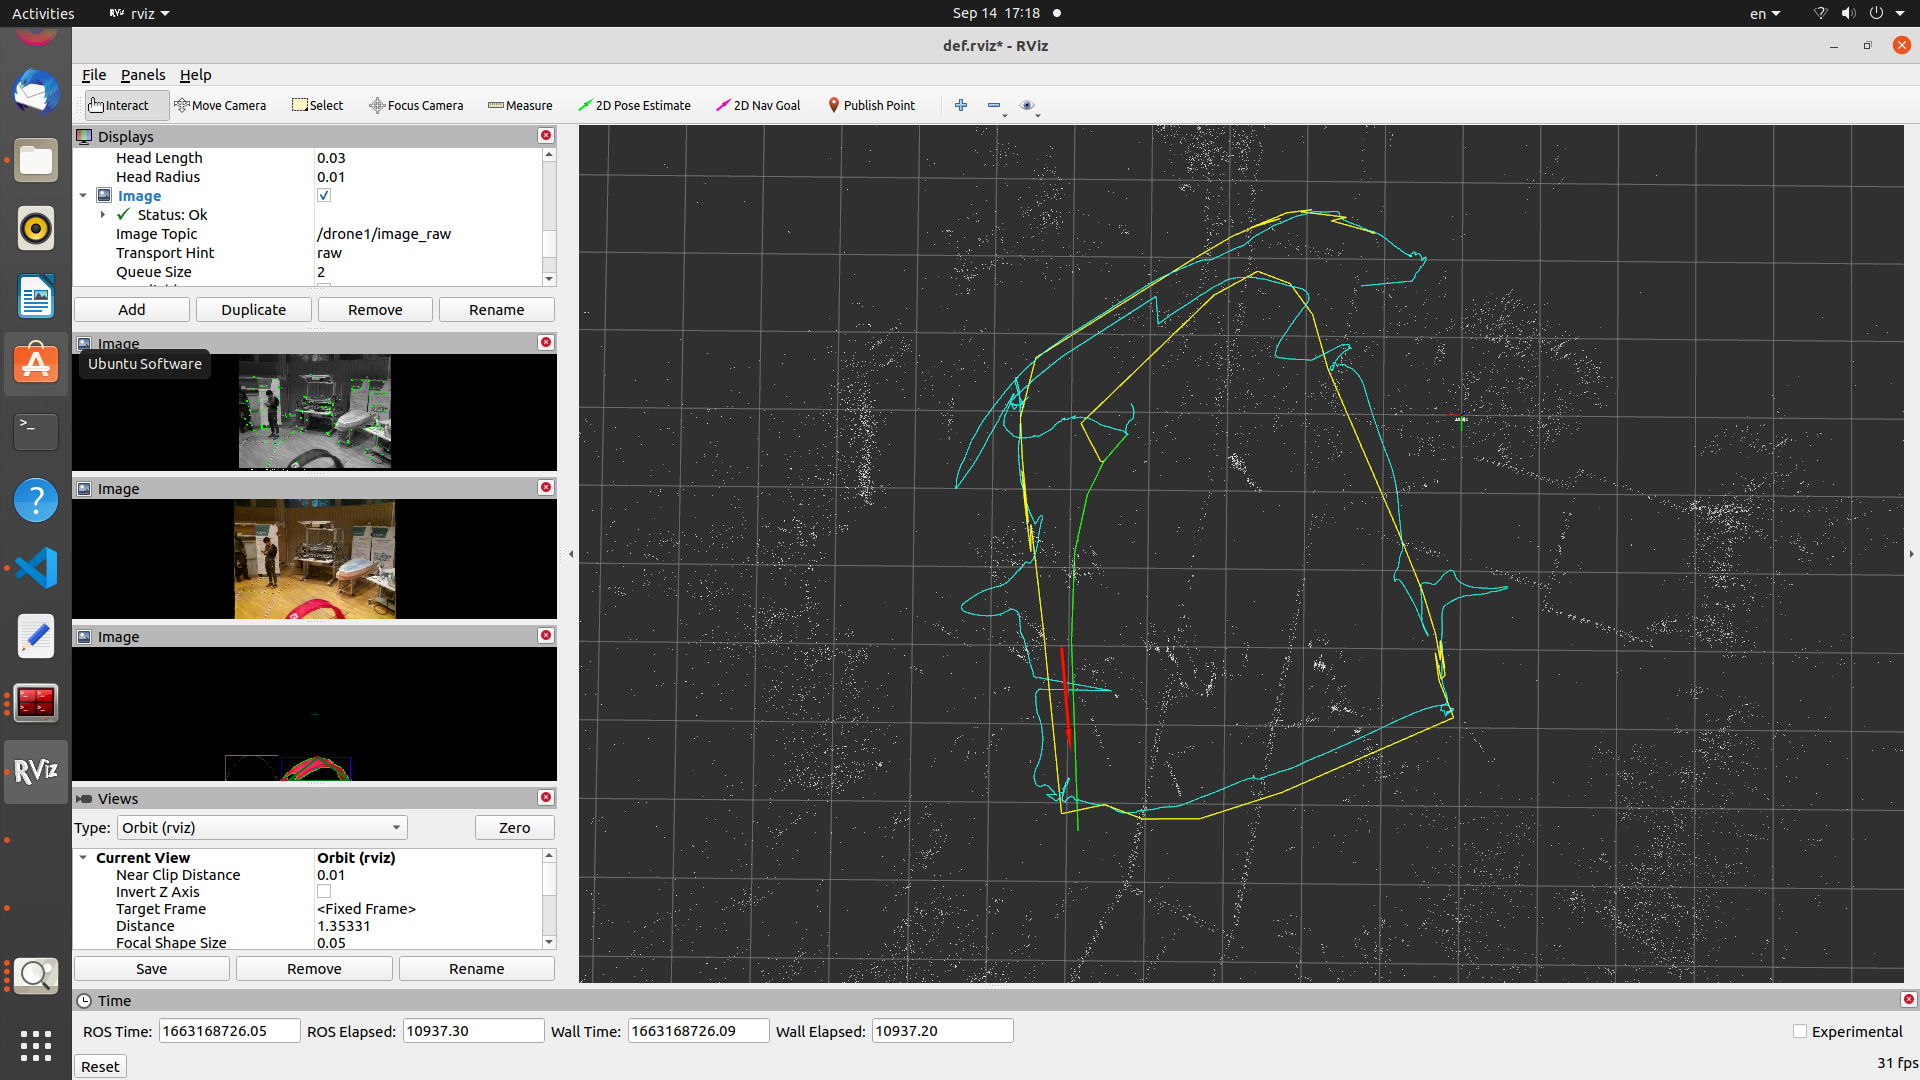 Activities
RViz rviz
Sep 14 17:18
en
def.rviz* - RViz
File Panels Help
Interact Move Camera Select Focus Camera Measure 2D Pose Estimate 2D Nav Goal Publish Point
Displays
Head Length 0.03
Head Radius 0.01
Image
Status: Ok
Image Topic /drone1/image_raw
Transport Hint raw
Queue Size 2
Add Duplicate Remove Rename
Image
Ubuntu Software
Image
Image
RViz
Views
Type: Orbit (rviz) Zero
Current View Orbit (rviz)
Near Clip Distance 0.01
Invert Z Axis
Target Frame <Fixed Frame>
Distance 1.35331
Focal Shape Size 0.05
Save Remove Rename
Time
ROS Time: 1663168726.05 ROS Elapsed: 10937.30 Wall Time: 1663168726.09 Wall Elapsed: 10937.20 Experimental
Reset 31 fps